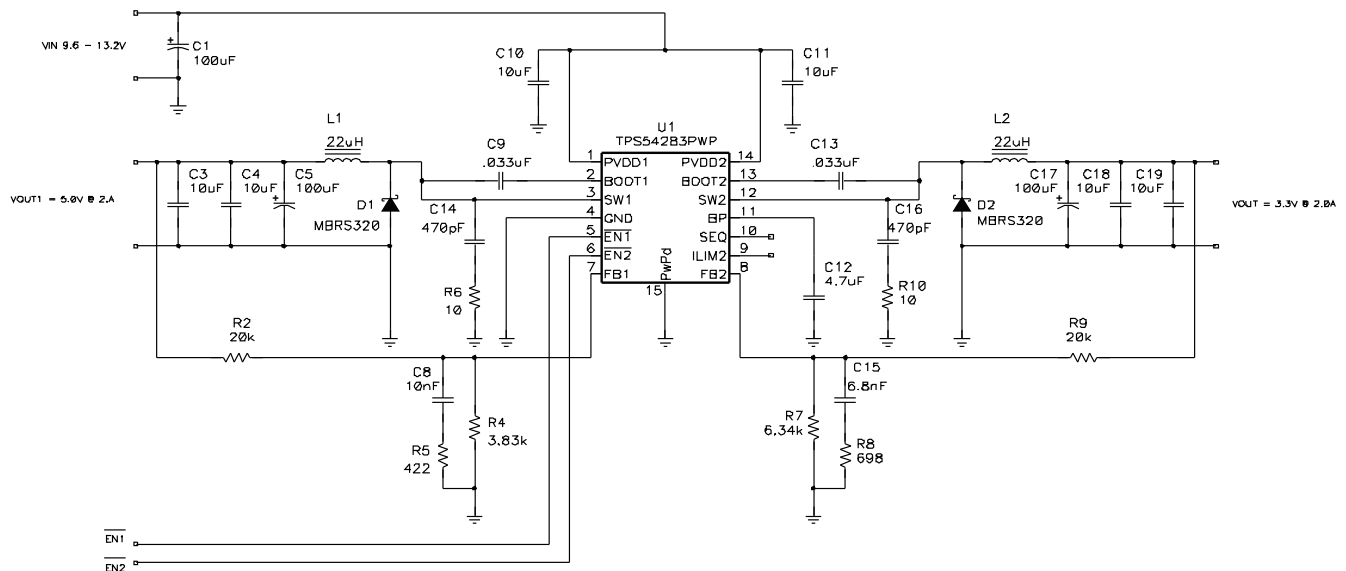 VIN 9.6 - 13.2V
+
C1
100uF
C10
10uF
C11
10uF
L1
22uH
U1
TPS54283PWP
L2
22uH
C9
.033uF
C13
.033uF
1 PVDD1 PVDD2 14
2 BOOT1 BOOT2 13
3 SW1 SW2 12
4 GND BP 11
5 EN1 SEQ 10
6 EN2 ILIM2 9
7 FB1 FB2 8
PwPd
15
C3
10uF
C4
10uF
C5
100uF
+
VOUT1 = 5.0V @ 2.A
D1
MBRS320
C14
470pF
R6
10
C12
4.7uF
C16
470pF
R10
10
D2
MBRS320
C17
100uF
+
C18
10uF
C19
10uF
VOUT = 3.3V @ 2.0A
R2
20k
R9
20k
C8
10nF
R5
422
R4
3.83k
C15
6.8nF
R7
6.34k
R8
698
EN1
EN2